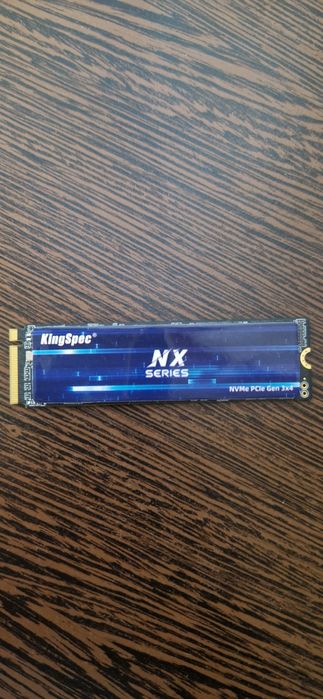 KingSpec®
NX
SERIES
NVMe PCIe Gen 3x4